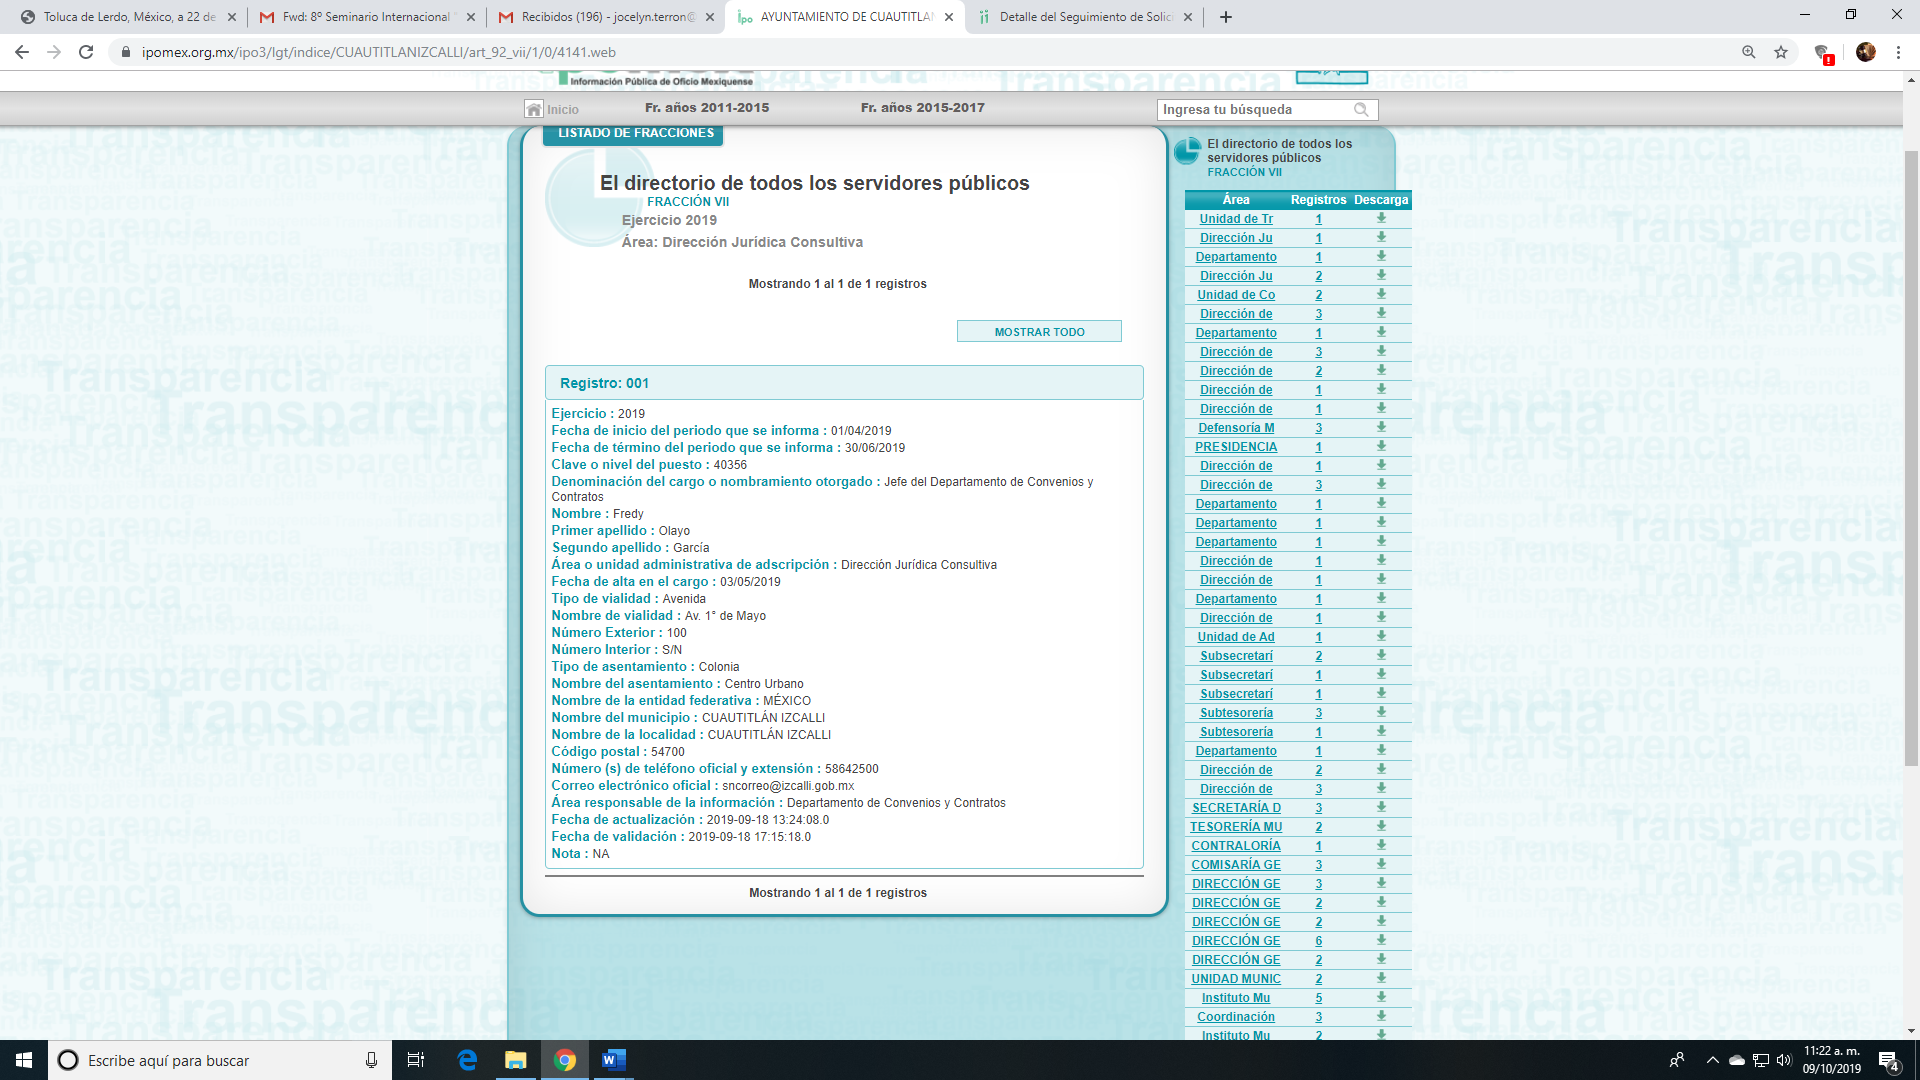 Toluca de Lerdo, México, a 22 de
Fwd: 8º Seminario Internacional "
Recibidos (196) - jocelyn.terron@
AYUNTAMIENTO DE CUAUTITLAN
Detalle del Seguimiento de Solic
ipomex.org.mx/ipo3/lgt/indice/CUAUTITLANIZCALLI/art_92_vii/1/0/4141.web
Información Pública de Oficio Mexiquense
Inicio
Fr. años 2011-2015
Fr. años 2015-2017
Ingresa tu búsqueda
LISTADO DE FRACCIONES
El directorio de todos los servidores públicos
FRACCIÓN VII
Ejercicio 2019
Área: Dirección Jurídica Consultiva
Mostrando 1 al 1 de 1 registros
MOSTRAR TODO
Registro: 001
Ejercicio : 2019
Fecha de inicio del periodo que se informa : 01/04/2019
Fecha de término del periodo que se informa : 30/06/2019
Clave o nivel del puesto : 40356
Denominación del cargo o nombramiento otorgado : Jefe del Departamento de Convenios y
Contratos
Nombre : Fredy
Primer apellido : Olayo
Segundo apellido : García
Área o unidad administrativa de adscripción : Dirección Jurídica Consultiva
Fecha de alta en el cargo : 03/05/2019
Tipo de vialidad : Avenida
Nombre de vialidad : Av. 1° de Mayo
Número Exterior : 100
Número Interior : S/N
Tipo de asentamiento : Colonia
Nombre del asentamiento : Centro Urbano
Nombre de la entidad federativa : MÉXICO
Nombre del municipio : CUAUTITLÁN IZCALLI
Nombre de la localidad : CUAUTITLÁN IZCALLI
Código postal : 54700
Número (s) de teléfono oficial y extensión : 58642500
Correo electrónico oficial : sncorreo@izcalli.gob.mx
Área responsable de la información : Departamento de Convenios y Contratos
Fecha de actualización : 2019-09-18 13:24:08.0
Fecha de validación : 2019-09-18 17:15:18.0
Nota : NA
Mostrando 1 al 1 de 1 registros
El directorio de todos los
servidores públicos
FRACCIÓN VII
Área Registros Descarga
Unidad de Tr 1
Dirección Ju 1
Departamento 1
Dirección Ju 2
Unidad de Co 2
Dirección de 3
Departamento 1
Dirección de 3
Dirección de 2
Dirección de 1
Dirección de 1
Defensoría M 3
PRESIDENCIA 1
Dirección de 1
Dirección de 3
Departamento 1
Departamento 1
Departamento 1
Dirección de 1
Dirección de 1
Departamento 1
Dirección de 1
Unidad de Ad 1
Subsecretarí 2
Subsecretarí 1
Subsecretarí 1
Subtesorería 3
Subtesorería 1
Departamento 1
Dirección de 2
Dirección de 3
SECRETARÍA D 3
TESORERÍA MU 2
CONTRALORÍA 1
COMISARÍA GE 3
DIRECCIÓN GE 3
DIRECCIÓN GE 2
DIRECCIÓN GE 2
DIRECCIÓN GE 6
DIRECCIÓN GE 2
UNIDAD MUNIC 2
Instituto Mu 5
Coordinación 3
Instituto Mu 2
Escribe aquí para buscar
11:22 a. m.
09/10/2019
4